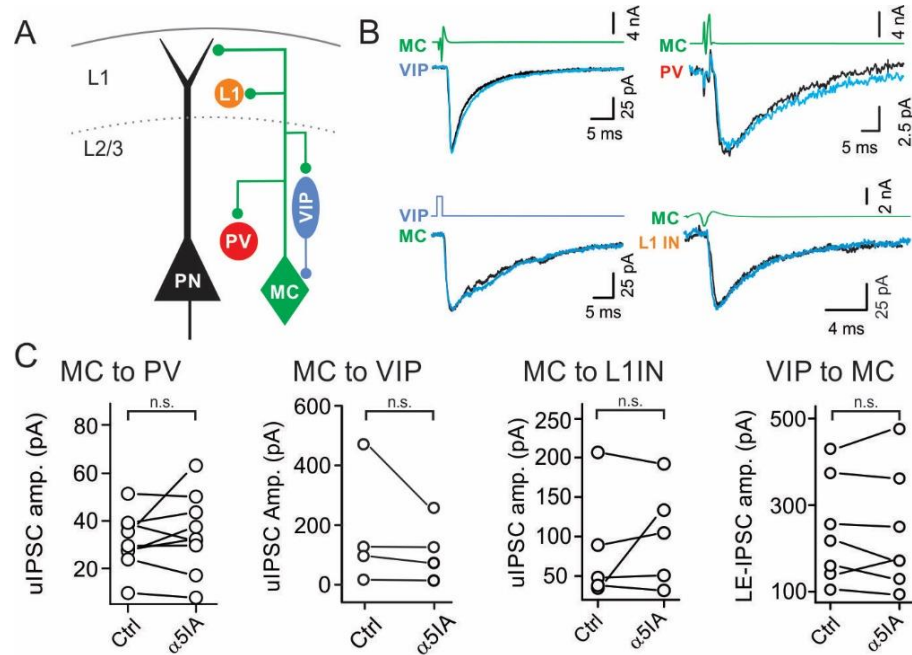 A
L1
L2/3
L1
PV
VIP
PN
MC
B
MC
4 nA
VIP
25 pA
5 ms
MC
4 nA
PV
2.5 pA
5 ms
VIP
MC
25 pA
5 ms
MC
2 nA
L1 IN
25 pA
4 ms
C
MC to PV
n.s.
uIPSC amp. (pA)
80
60
40
20
Ctrl
α5IA
MC to VIP
n.s.
uIPSC Amp. (pA)
600
400
200
0
Ctrl
α5IA
MC to L1IN
n.s.
uIPSC amp. (pA)
250
200
150
100
50
Ctrl
α5IA
VIP to MC
n.s.
LE-IPSC amp. (pA)
500
300
100
Ctrl
α5IA